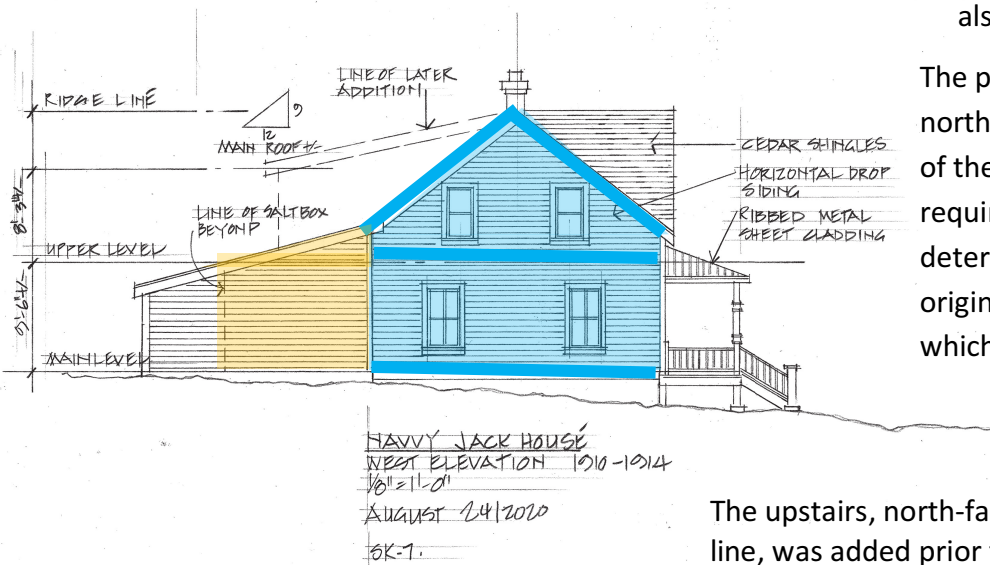 als
The p
north
of the
requir
deter
origin
which
LINE OF LATER
ADDITION
RIDGE LINE
9
12
MAIN ROOF +/-
CEDAR SHINGLES
HORIZONTAL DROP
SIDING
RIBBED METAL
SHEET CLADDING
LINE OF SALTBOX
BEYOND
UPPER LEVEL
9'-6"+/-
MAIN LEVEL
NAVVY JACK HOUSE
WEST ELEVATION 1910-1914
1/8"=1'-0"
AUGUST 24/2020
SK-7.
The upstairs, north-fa
line, was added prior